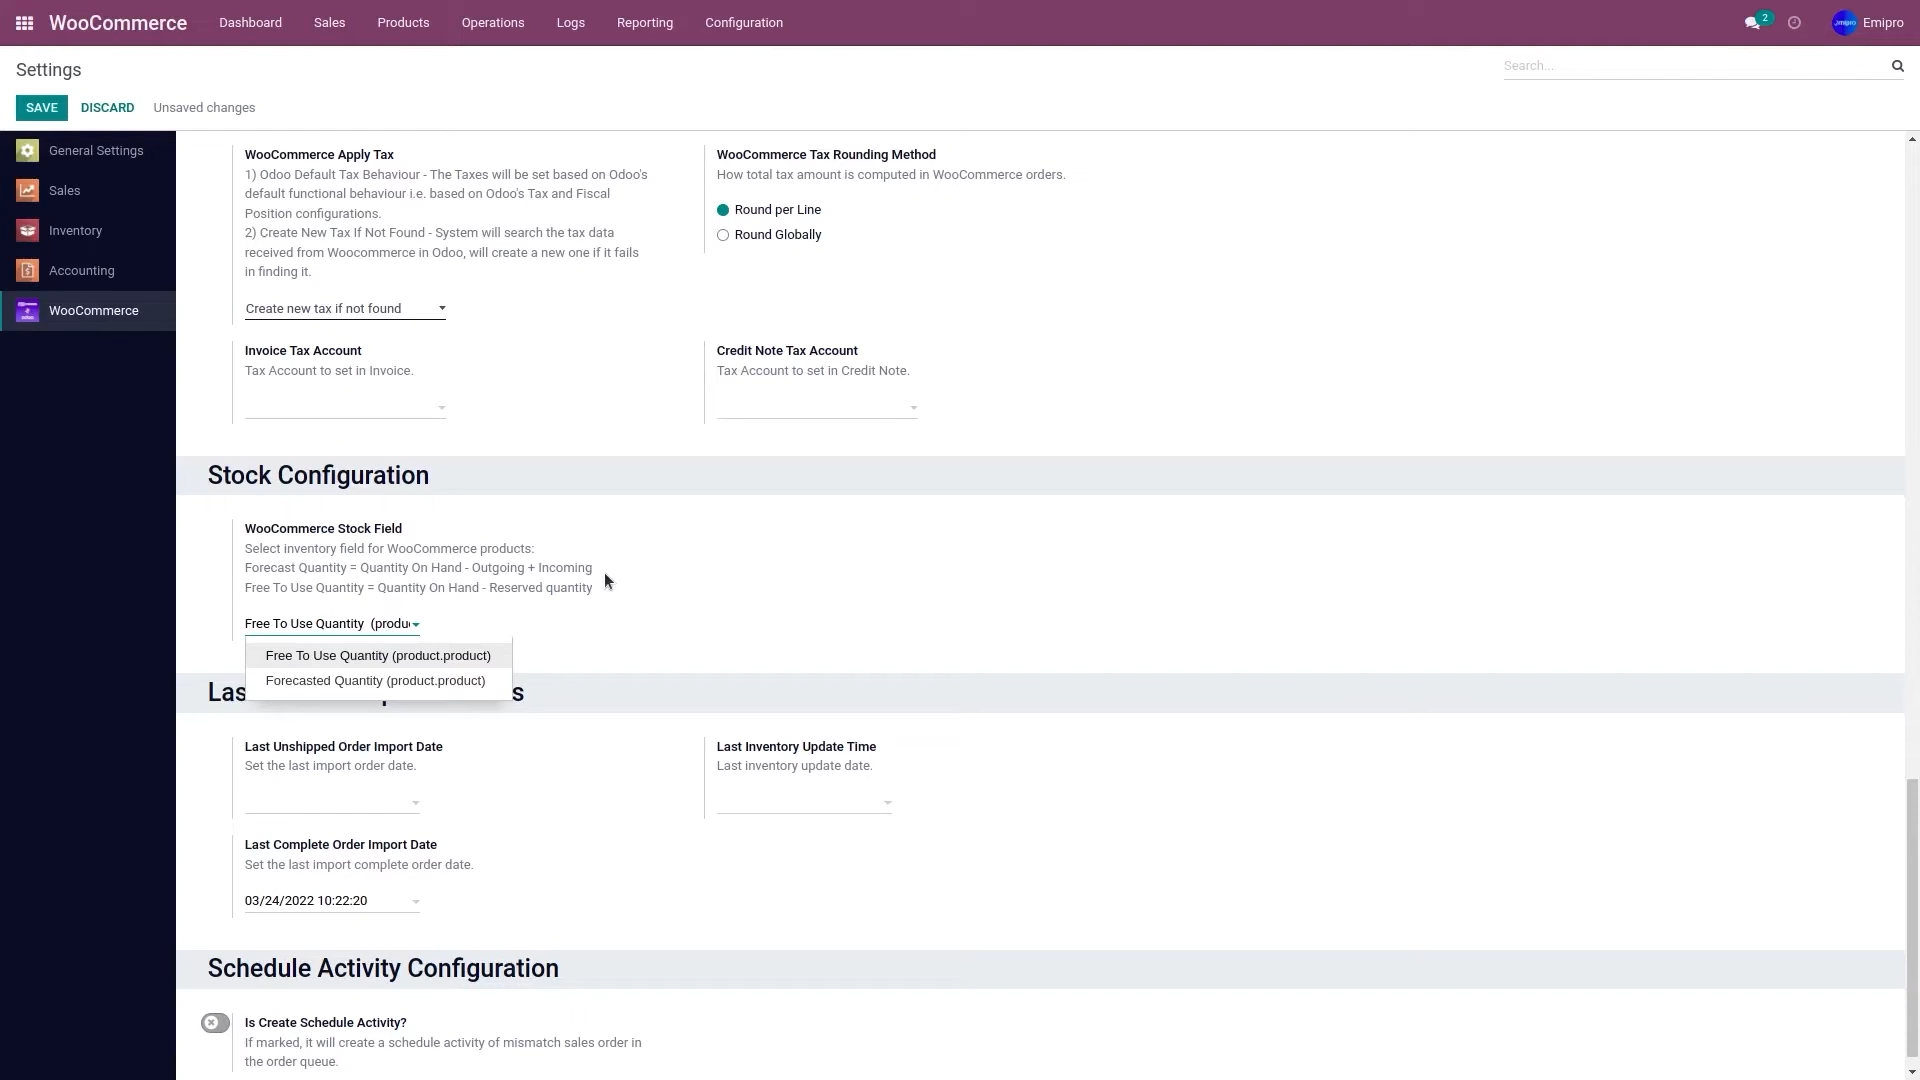 WooCommerce Dashboard Sales Products Operations Logs Reporting Configuration 2 Emipro
Settings
Search...
SAVE DISCARD Unsaved changes
General Settings
Sales
Inventory
Accounting
WooCommerce
WooCommerce Apply Tax
1) Odoo Default Tax Behaviour - The Taxes will be set based on Odoo's
default functional behaviour i.e. based on Odoo's Tax and Fiscal
Position configurations.
2) Create New Tax If Not Found - System will search the tax data
received from Woocommerce in Odoo, will create a new one if it fails
in finding it.
Create new tax if not found
WooCommerce Tax Rounding Method
How total tax amount is computed in WooCommerce orders.
Round per Line
Round Globally
Invoice Tax Account
Tax Account to set in Invoice.
Credit Note Tax Account
Tax Account to set in Credit Note.
Stock Configuration
WooCommerce Stock Field
Select inventory field for WooCommerce products:
Forecast Quantity = Quantity On Hand - Outgoing + Incoming
Free To Use Quantity = Quantity On Hand - Reserved quantity
Free To Use Quantity (produ
Free To Use Quantity (product.product)
Forecasted Quantity (product.product)
Las
Last Unshipped Order Import Date
Set the last import order date.
Last Inventory Update Time
Last inventory update date.
Last Complete Order Import Date
Set the last import complete order date.
03/24/2022 10:22:20
Schedule Activity Configuration
Is Create Schedule Activity?
If marked, it will create a schedule activity of mismatch sales order in
the order queue.